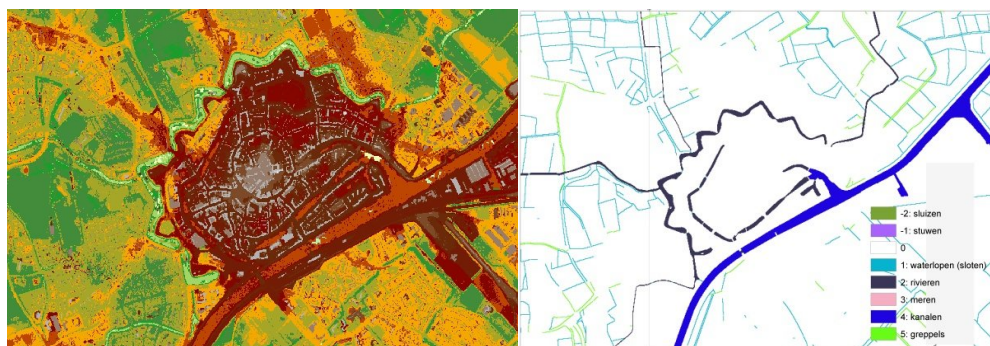 -2: sluizen
-1: stuwen
0
1: waterlopen (sloten)
2: rivieren
3: meren
4: kanalen
5: greppels